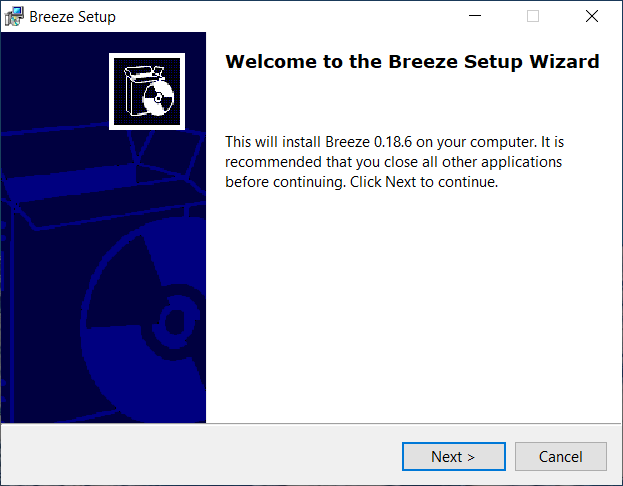 Breeze Setup
Welcome to the Breeze Setup Wizard
This will install Breeze 0.18.6 on your computer. It is
recommended that you close all other applications
before continuing. Click Next to continue.
Next >
Cancel